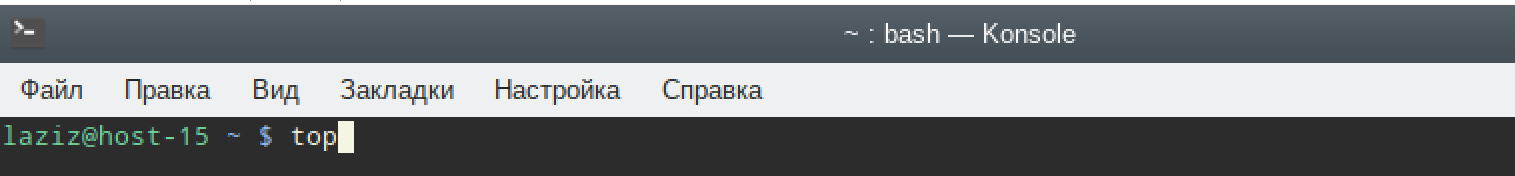 ~ : bash — Konsole
Файл Правка Вид Закладки Настройка Справка
laziz@host-15 ~ $ top